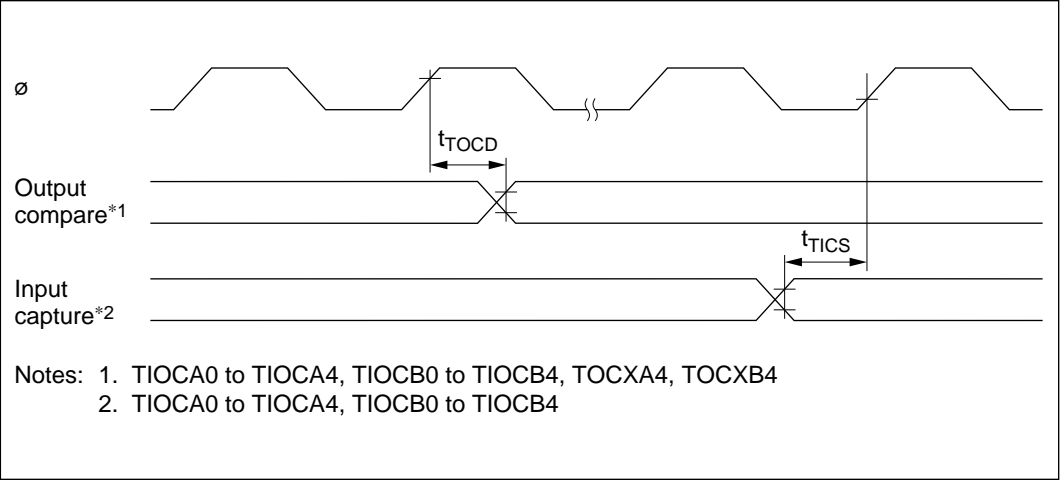 ø
tTOCD
Output
compare*1
tTICS
Input
capture*2
Notes: 1. TIOCA0 to TIOCA4, TIOCB0 to TIOCB4, TOCXA4, TOCXB4
2. TIOCA0 to TIOCA4, TIOCB0 to TIOCB4